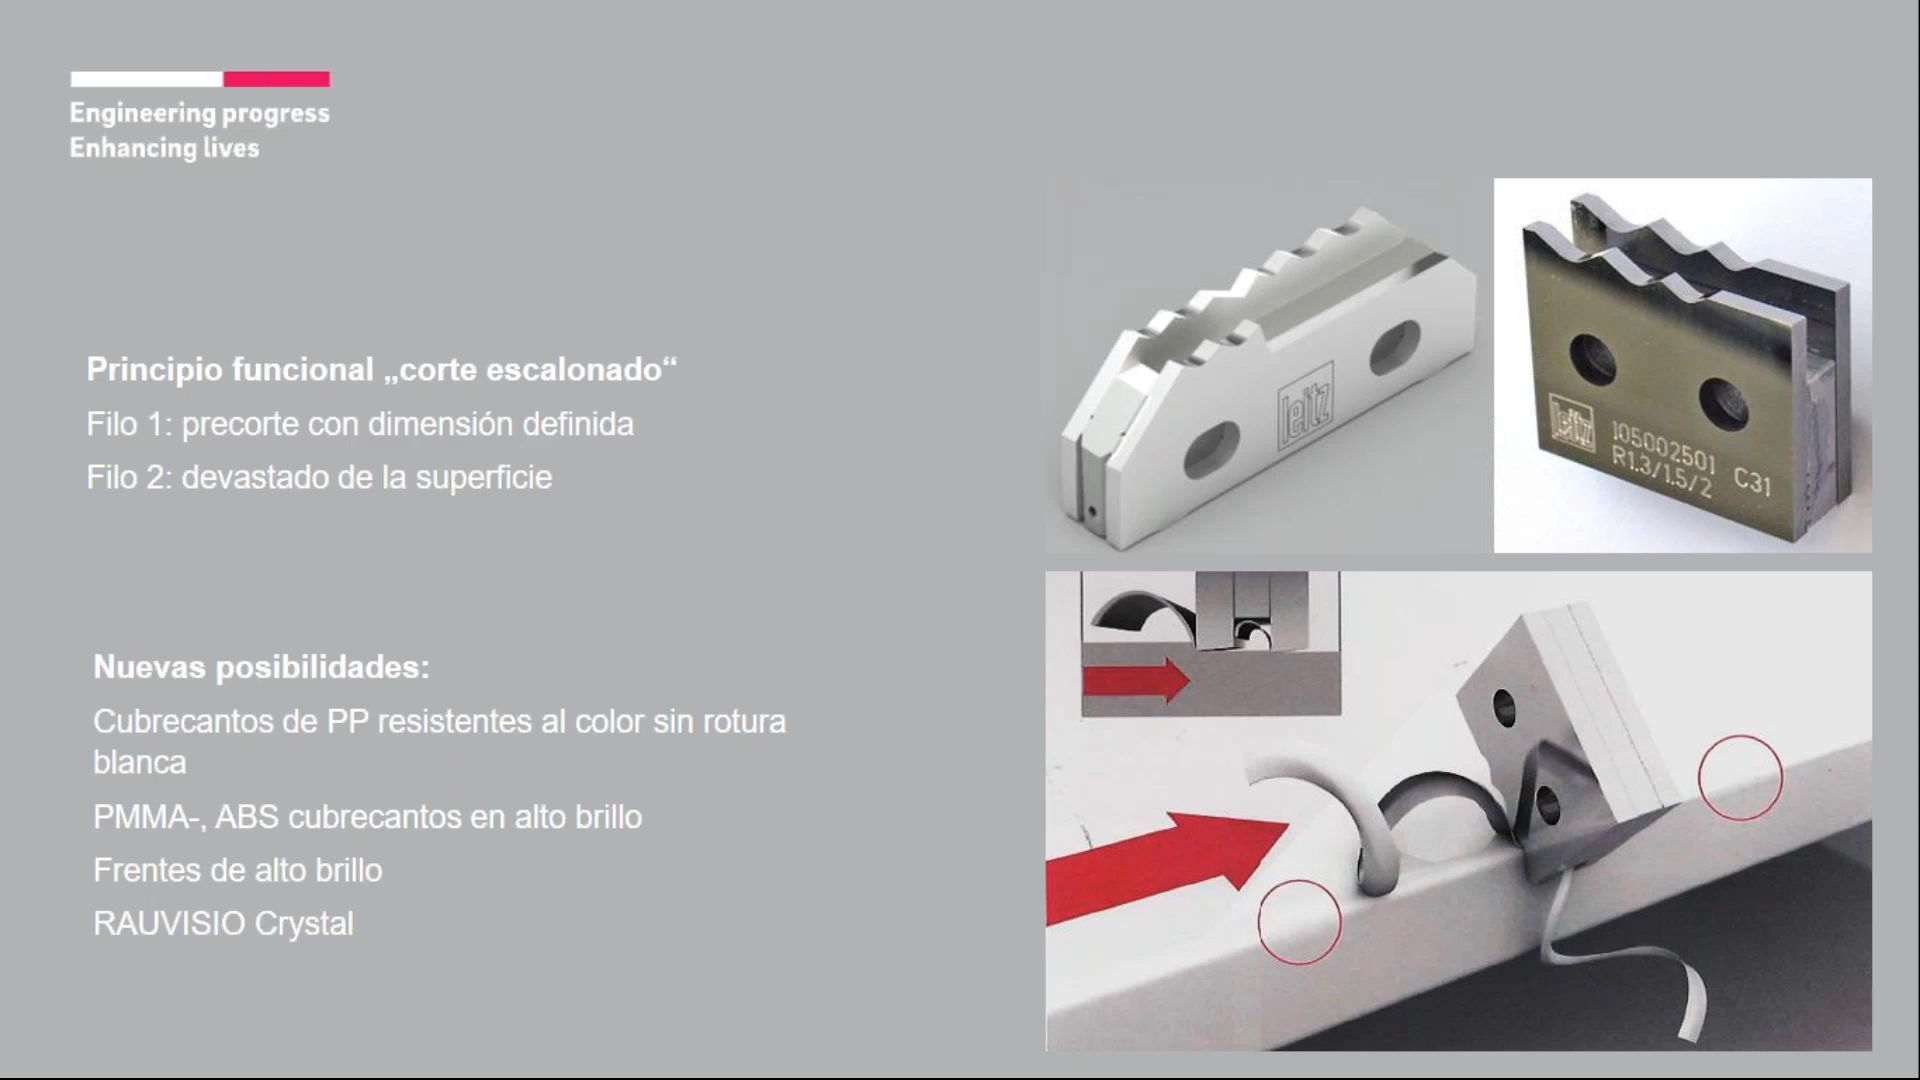 Engineering progress
Enhancing lives
Principio funcional „corte escalonado“
Filo 1: precorte con dimensión definida
Filo 2: devastado de la superficie
Nuevas posibilidades:
Cubrecantos de PP resistentes al color sin rotura
blanca
PMMA-, ABS cubrecantos en alto brillo
Frentes de alto brillo
RAUVISIO Crystal
leitz
leitz
105002501 C31
R1.3/1.5/2